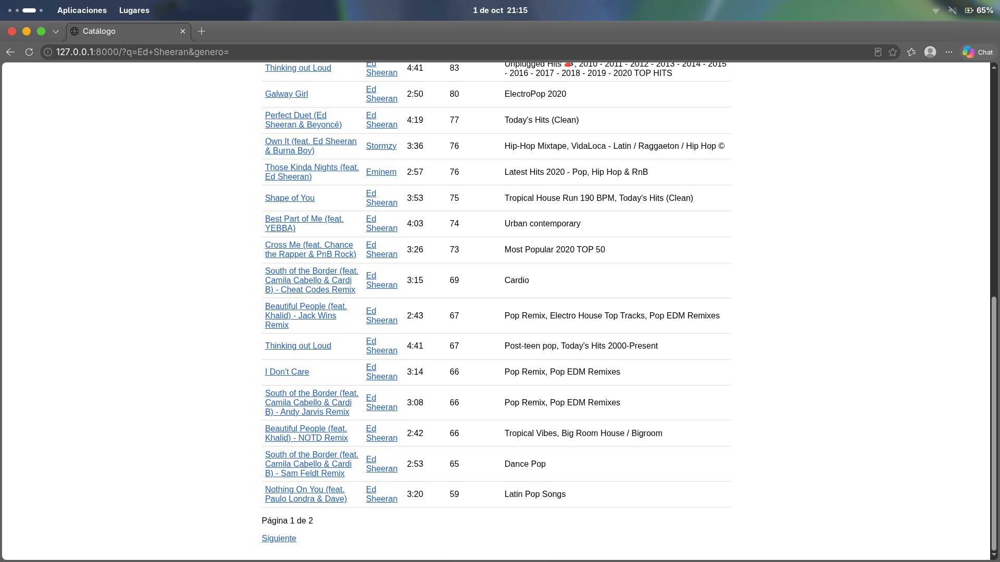 Aplicaciones Lugares 1 de oct 21:15 65%
Catálogo
127.0.0.1:8000/?q=Ed+Sheeran&genero= Chat
Thinking out Loud Ed Sheeran 4:41 83 Unplugged Hits 📣, 2010 - 2011 - 2012 - 2013 - 2014 - 2015
- 2016 - 2017 - 2018 - 2019 - 2020 TOP HITS
Galway Girl Ed Sheeran 2:50 80 ElectroPop 2020
Perfect Duet (Ed
Sheeran & Beyoncé) Ed Sheeran 4:19 77 Today's Hits (Clean)
Own It (feat. Ed Sheeran
& Burna Boy) Stormzy 3:36 76 Hip-Hop Mixtape, VidaLoca - Latin / Raggaeton / Hip Hop ©
Those Kinda Nights (feat.
Ed Sheeran) Eminem 2:57 76 Latest Hits 2020 - Pop, Hip Hop & RnB
Shape of You Ed Sheeran 3:53 75 Tropical House Run 190 BPM, Today's Hits (Clean)
Best Part of Me (feat.
YEBBA) Ed Sheeran 4:03 74 Urban contemporary
Cross Me (feat. Chance
the Rapper & PnB Rock) Ed Sheeran 3:26 73 Most Popular 2020 TOP 50
South of the Border (feat.
Camila Cabello & Cardi
B) - Cheat Codes Remix Ed Sheeran 3:15 69 Cardio
Beautiful People (feat.
Khalid) - Jack Wins
Remix Ed Sheeran 2:43 67 Pop Remix, Electro House Top Tracks, Pop EDM Remixes
Thinking out Loud Ed Sheeran 4:41 67 Post-teen pop, Today's Hits 2000-Present
I Don't Care Ed Sheeran 3:14 66 Pop Remix, Pop EDM Remixes
South of the Border (feat.
Camila Cabello & Cardi
B) - Andy Jarvis Remix Ed Sheeran 3:08 66 Pop Remix, Pop EDM Remixes
Beautiful People (feat.
Khalid) - NOTD Remix Ed Sheeran 2:42 66 Tropical Vibes, Big Room House / Bigroom
South of the Border (feat.
Camila Cabello & Cardi
B) - Sam Feldt Remix Ed Sheeran 2:53 65 Dance Pop
Nothing On You (feat.
Paulo Londra & Dave) Ed Sheeran 3:20 59 Latin Pop Songs
Página 1 de 2
Siguiente